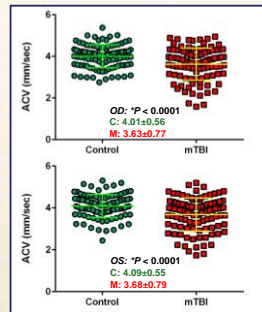 ACV (mm/sec)
6
4
2
0
OD: *P < 0.0001
C: 4.01±0.56
M: 3.63±0.77
Control mTBI
ACV (mm/sec)
6
4
2
0
OS: *P < 0.0001
C: 4.09±0.55
M: 3.68±0.79
Control mTBI